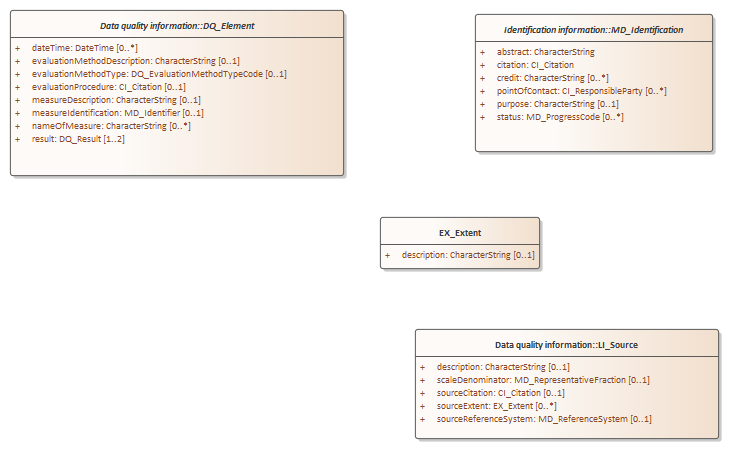 Data quality information::DQ_Element
+ dateTime: DateTime [0..*]
+ evaluationMethodDescription: CharacterString [0..1]
+ evaluationMethodType: DQ_EvaluationMethodTypeCode [0..1]
+ evaluationProcedure: CI_Citation [0..1]
+ measureDescription: CharacterString [0..1]
+ measureIdentification: MD_Identifier [0..1]
+ nameOfMeasure: CharacterString [0..*]
+ result: DQ_Result [1..2]
Identification information::MD_Identification
+ abstract: CharacterString
+ citation: CI_Citation
+ credit: CharacterString [0..*]
+ pointOfContact: CI_ResponsibleParty [0..*]
+ purpose: CharacterString [0..1]
+ status: MD_ProgressCode [0..*]
EX_Extent
+ description: CharacterString [0..1]
Data quality information::LI_Source
+ description: CharacterString [0..1]
+ scaleDenominator: MD_RepresentativeFraction [0..1]
+ sourceCitation: CI_Citation [0..1]
+ sourceExtent: EX_Extent [0..*]
+ sourceReferenceSystem: MD_ReferenceSystem [0..1]